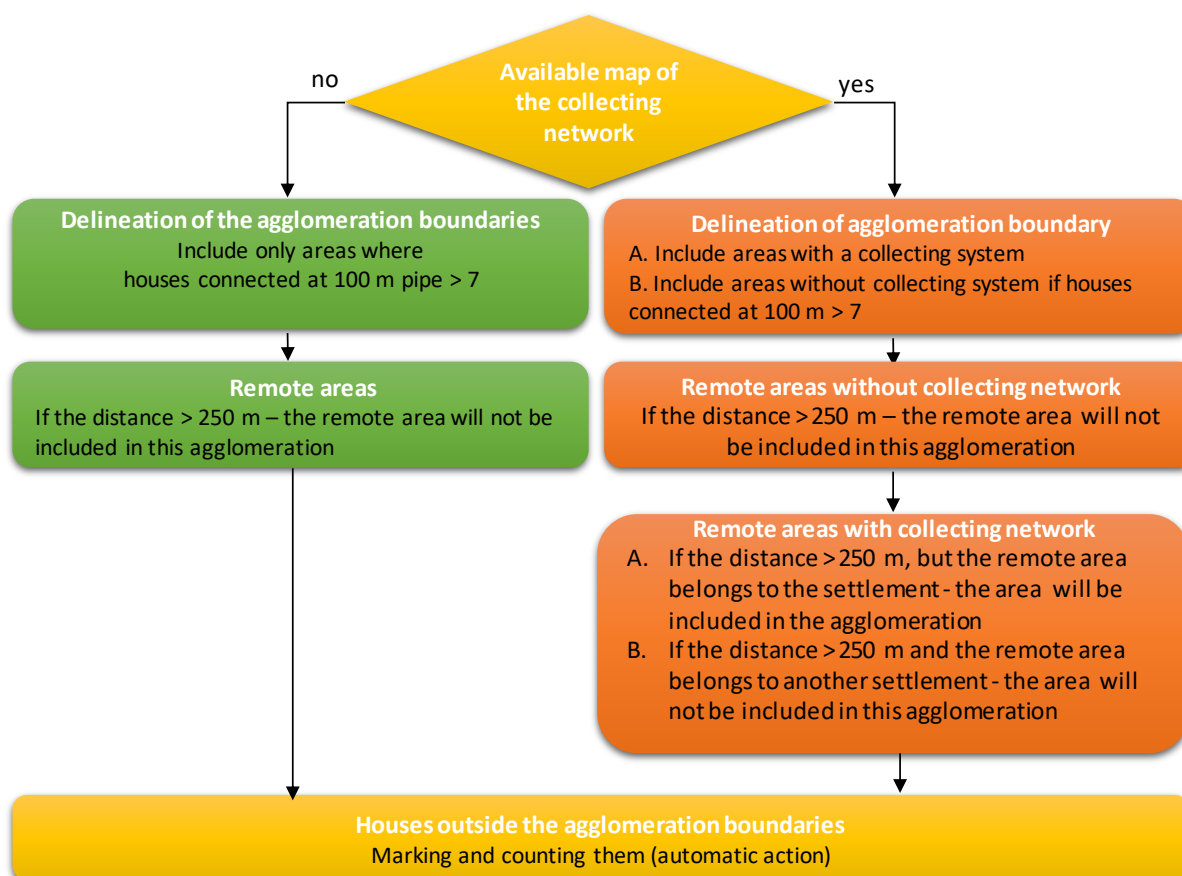 Available map of
the collecting
network
no
yes
Delineation of the agglomeration boundaries
Include only areas where
houses connected at 100 m pipe > 7
Remote areas
If the distance > 250 m – the remote area will not be
included in this agglomeration
Delineation of agglomeration boundary
A. Include areas with a collecting system
B. Include areas without collecting system if houses
connected at 100 m > 7
Remote areas without collecting network
If the distance > 250 m – the remote area will not
be included in this agglomeration
Remote areas with collecting network
A. If the distance > 250 m, but the remote area
belongs to the settlement - the area will be
included in the agglomeration
B. If the distance > 250 m and the remote area
belongs to another settlement - the area will
not be included in this agglomeration
Houses outside the agglomeration boundaries
Marking and counting them (automatic action)